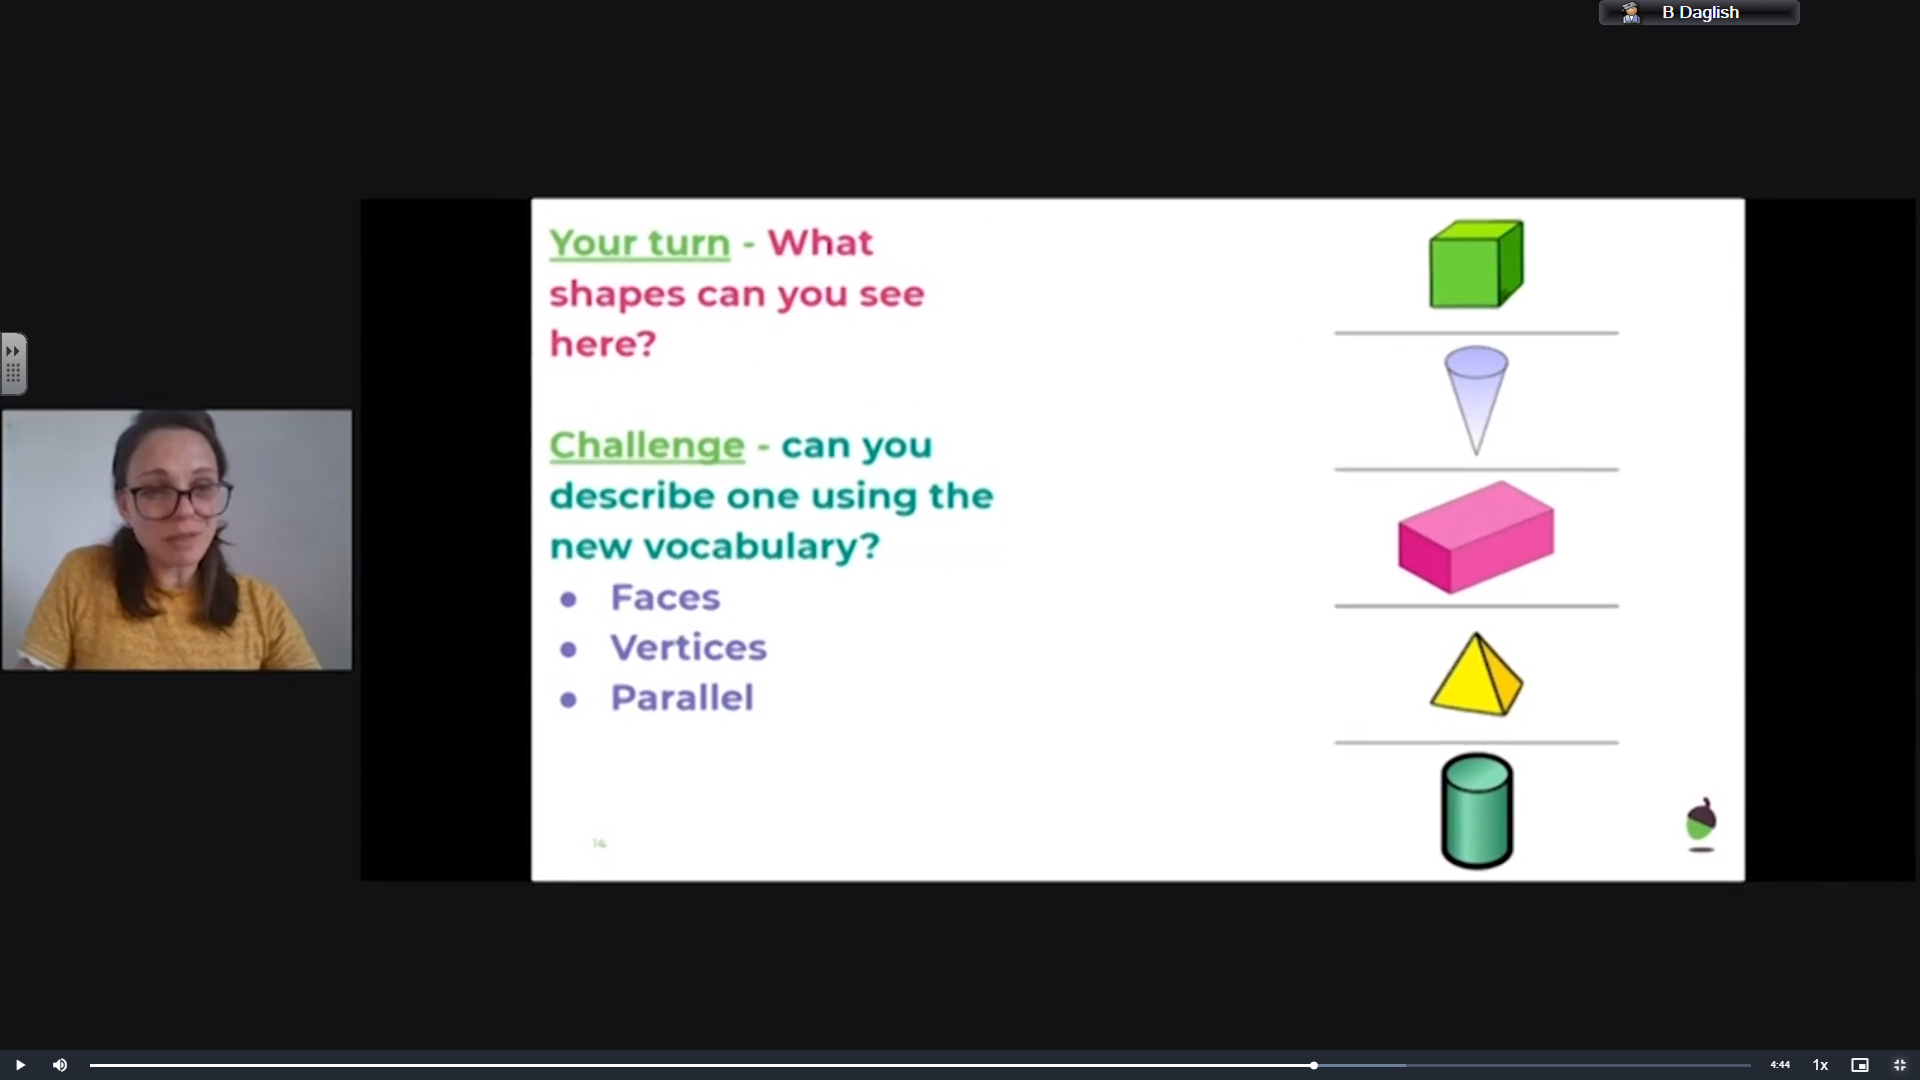 B Daglish
Your turn - What
shapes can you see
here?
Challenge - can you
describe one using the
new vocabulary?
● Faces
● Vertices
● Parallel
14
4:44
1x